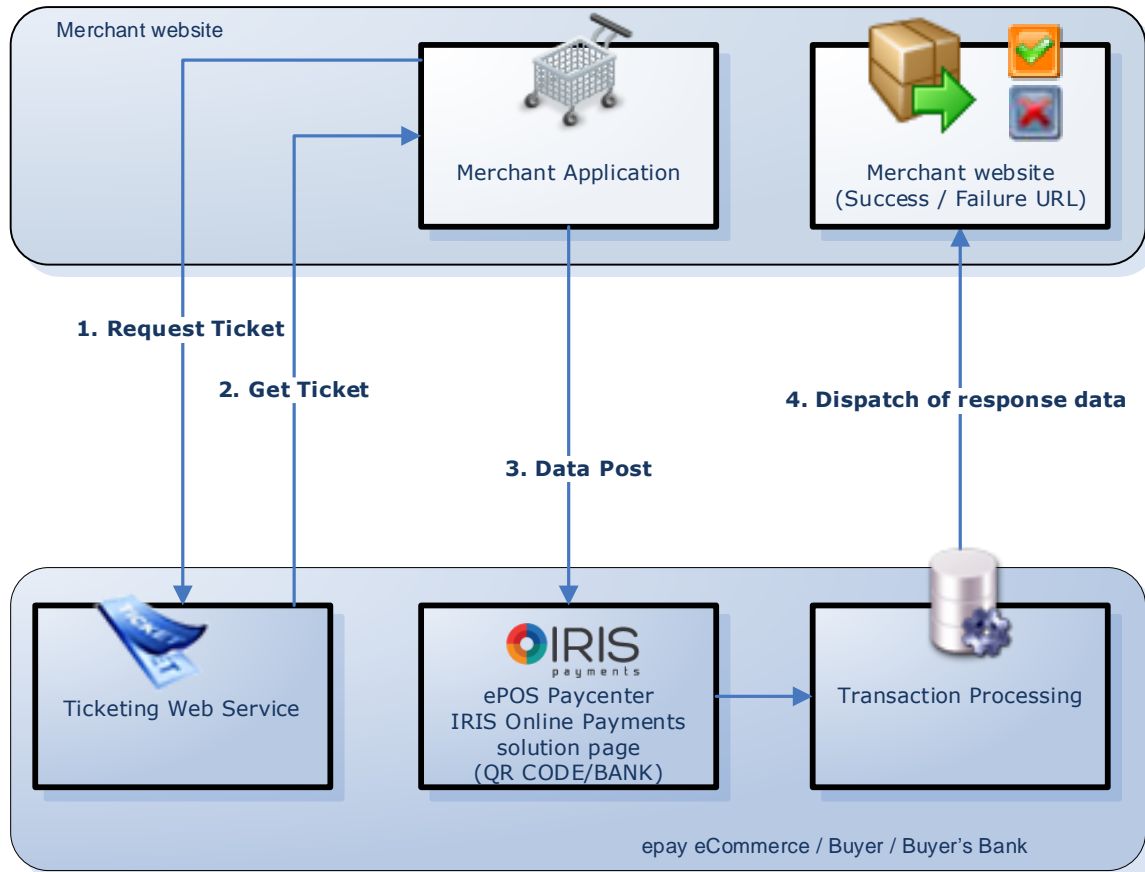 Merchant website
Merchant Application
Merchant website
(Success / Failure URL)
1. Request Ticket
2. Get Ticket
3. Data Post
4. Dispatch of response data
TICKET
Ticketing Web Service
IRIS
payments
ePOS Paycenter
IRIS Online Payments
solution page
(QR CODE/BANK)
Transaction Processing
epay eCommerce / Buyer / Buyer's Bank